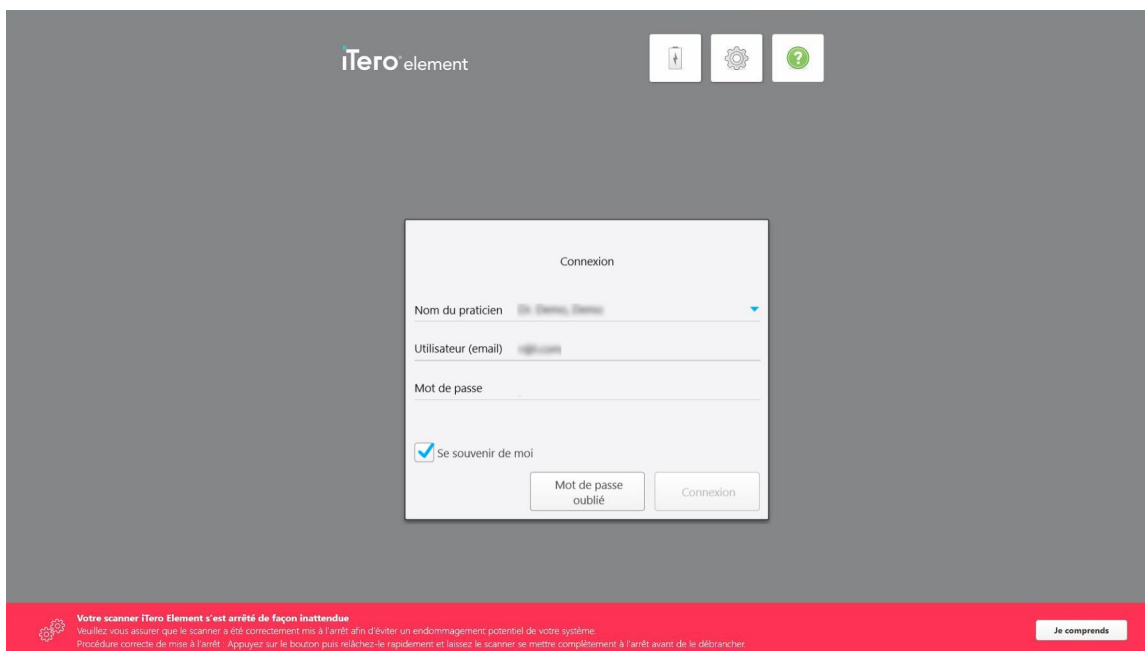 iTero element
?
Connexion
Nom du praticien
Utilisateur (email)
Mot de passe
Se souvenir de moi
Mot de passe
oublié
Connexion
Votre scanner iTero Element s'est arrêté de façon inattendue
Veuillez vous assurer que le scanner a été correctement mis à l'arrêt afin d'éviter un endommagement potentiel de votre système.
Procédure correcte de mise à l'arrêt : Appuyez sur le bouton puis relâchez-le rapidement et laissez le scanner se mettre complètement à l'arrêt avant de le débrancher.
Je comprends